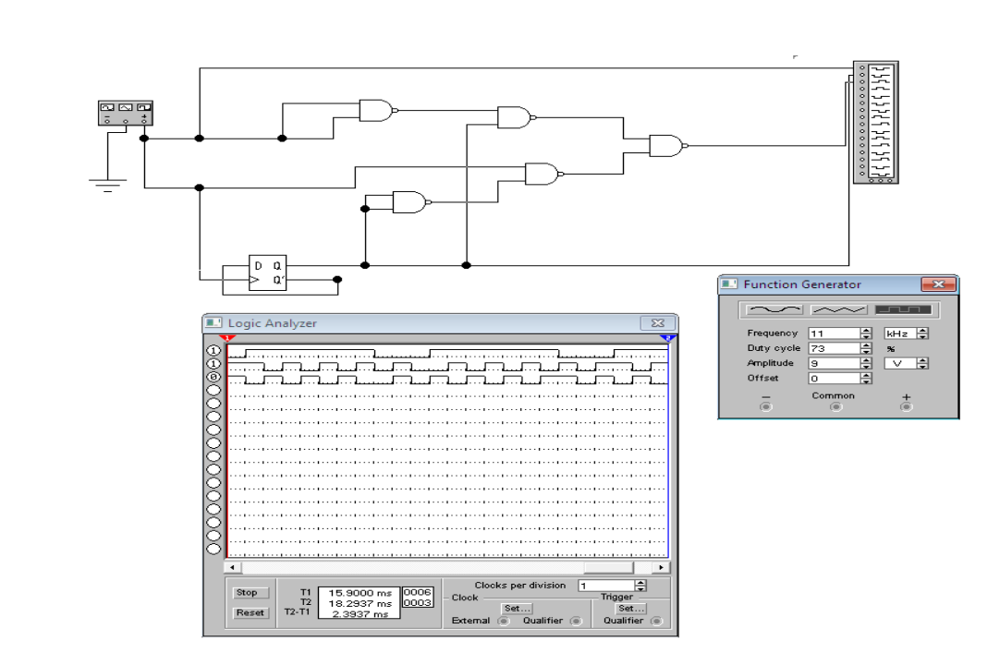 − +
D Q
Q'
Function Generator
Frequency 11 kHz
Duty cycle 73 %
Amplitude 9 V
Offset 0
− Common +
Logic Analyzer
1 2
1
1
0
Clocks per division 1
Stop
Reset
T1 15.9000 ms 0006
T2 18.2937 ms 0003
T2-T1 2.3937 ms
Clock
Set...
External Qualifier
Trigger
Set...
Qualifier